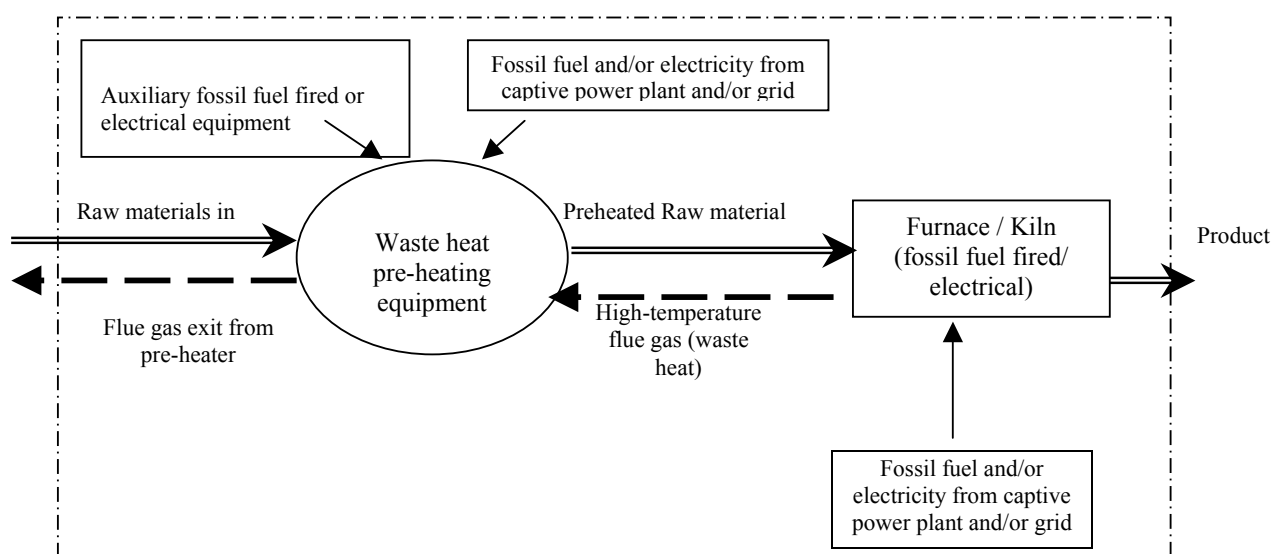 Auxiliary fossil fuel fired or
electrical equipment
Fossil fuel and/or electricity from
captive power plant and/or grid
Raw materials in
Waste heat
pre-heating
equipment
Preheated Raw material
Furnace / Kiln
(fossil fuel fired/
electrical)
Product
Flue gas exit from
pre-heater
High-temperature
flue gas (waste
heat)
Fossil fuel and/or
electricity from captive
power plant and/or grid